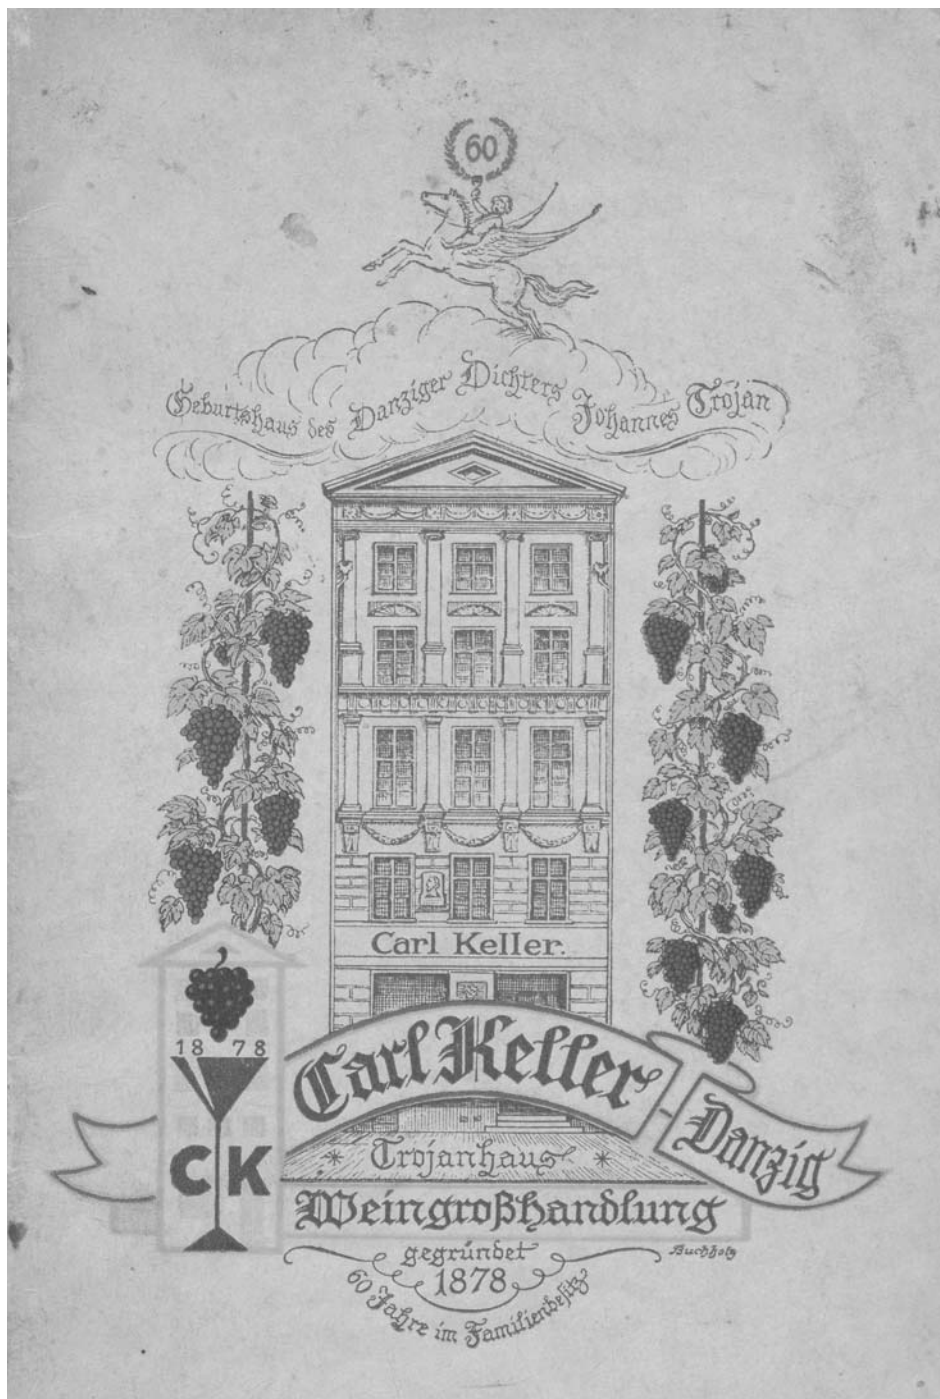 60
Geburtshaus des Danziger Dichters Johannes Trojan
Carl Keller.
18 78
CK
Carl Keller
Danzig
* Trojanhaus *
Weingroßhandlung
Buchholz
gegründet
1878
60 Jahre im Familienbesitz